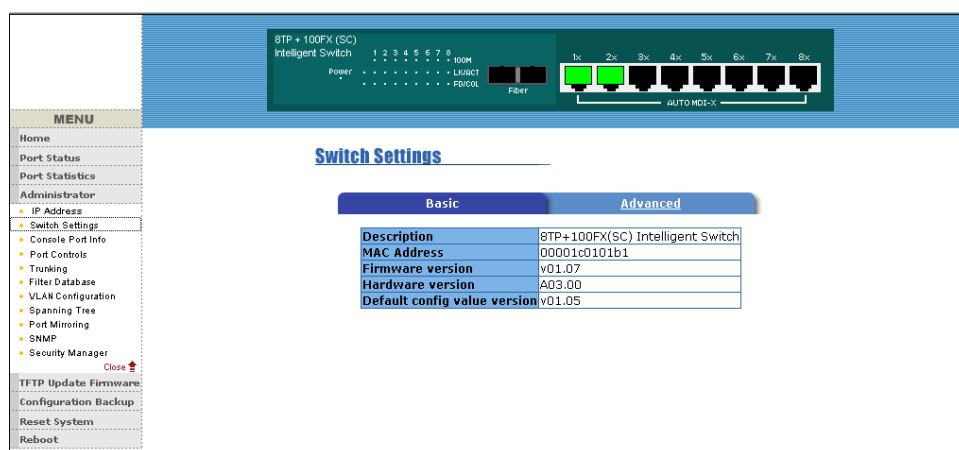 8TP + 100FX (SC)
Intelligent Switch
1 2 3 4 5 6 7 8
100M
Power
LK/ACT
FD/COL
Fiber
1x 2x 3x 4x 5x 6x 7x 8x
AUTO MDI-X
MENU
Home
Port Status
Port Statistics
Administrator
IP Address
Switch Settings
Console Port Info
Port Controls
Trunking
Filter Database
VLAN Configuration
Spanning Tree
Port Mirroring
SNMP
Security Manager
Close
TFTP Update Firmware
Configuration Backup
Reset System
Reboot
Switch Settings
Basic Advanced
Description 8TP+100FX(SC) Intelligent Switch
MAC Address 00001c0101b1
Firmware version v01.07
Hardware version A03.00
Default config value version v01.05